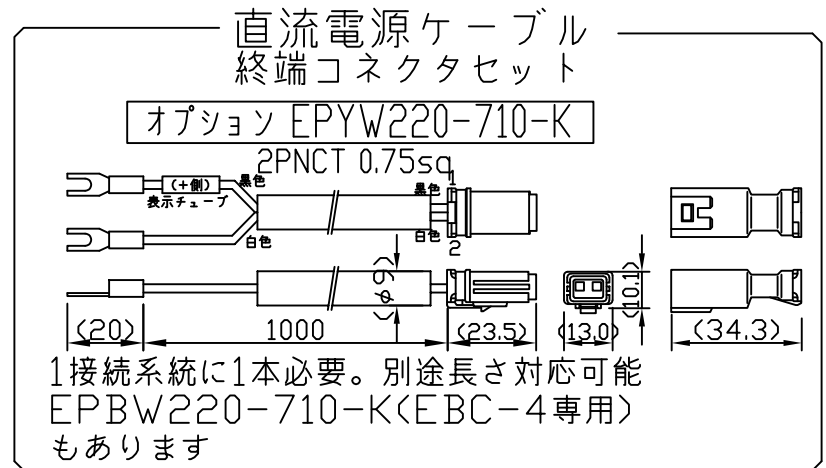 直流電源ケーブル
終端コネクタセット
オプション EPYW220-710-K
2PNCT 0.75sq
(+側)
黒色
黒色
1
表示チューブ
白色
白色
2
(φ9)
(10.1)
(20)
1000
(23.5)
(13.0)
(34.3)
1接続系統に1本必要。別途長さ対応可能
EPBW220-710-K(EBC-4専用)
もあります